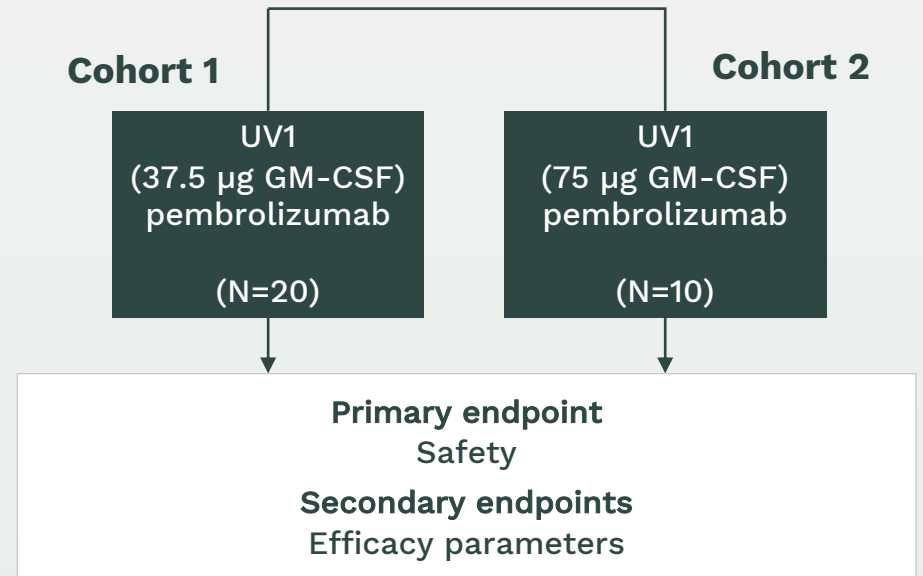 Cohort 1
Cohort 2
UV1
(37.5 µg GM-CSF)
pembrolizumab
(N=20)
UV1
(75 µg GM-CSF)
pembrolizumab
(N=10)
Primary endpoint
Safety
Secondary endpoints
Efficacy parameters